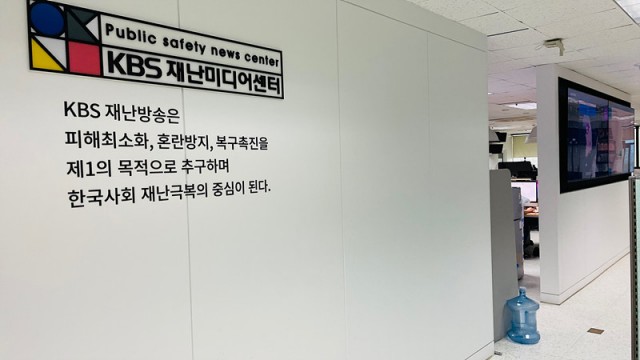 Public safety news center
KBS 재난미디어센터
KBS 재난방송은
피해최소화, 혼란방지, 복구촉진을
제1의 목적으로 추구하며
한국사회 재난극복의 중심이 된다.